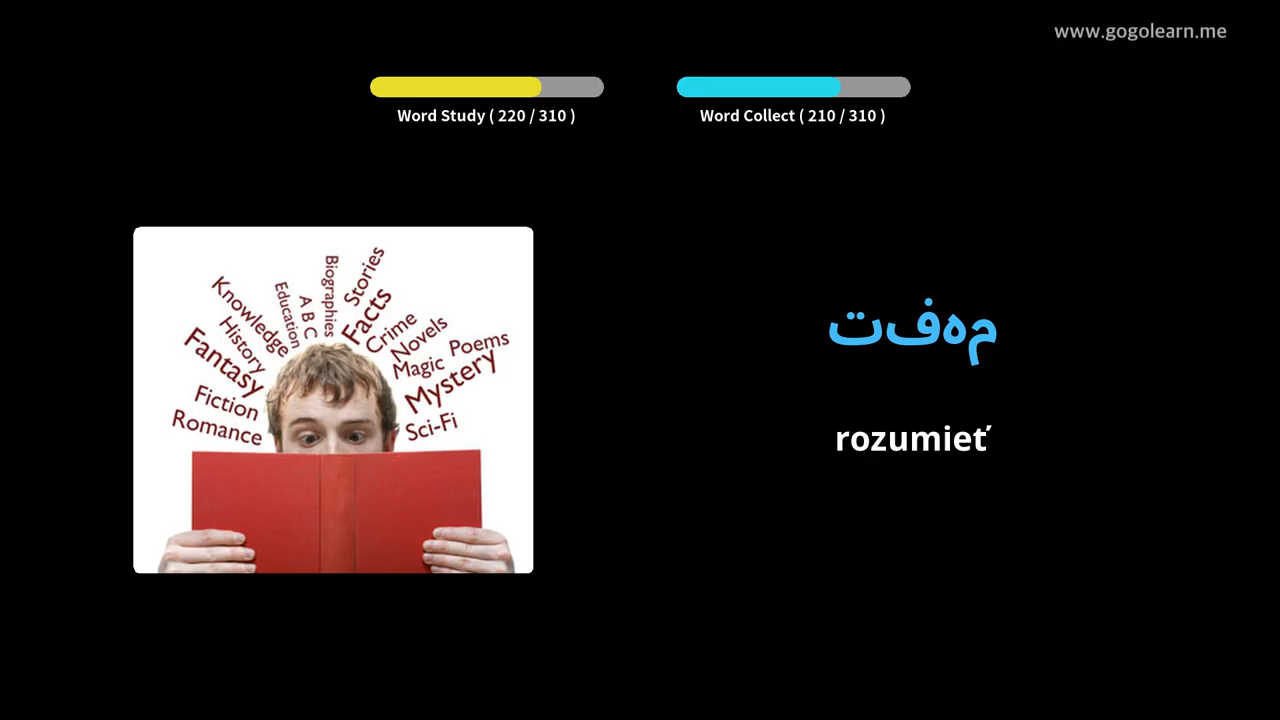 www.gogolearn.me
Word Study ( 220 / 310 )
Word Collect ( 210 / 310 )
Biographies
Stories
Education
A B C
Facts
Knowledge
History
Crime
Novels
Poems
Fantasy
Magic
Mystery
Fiction
Romance
Sci-Fi
تفهم
rozumieť